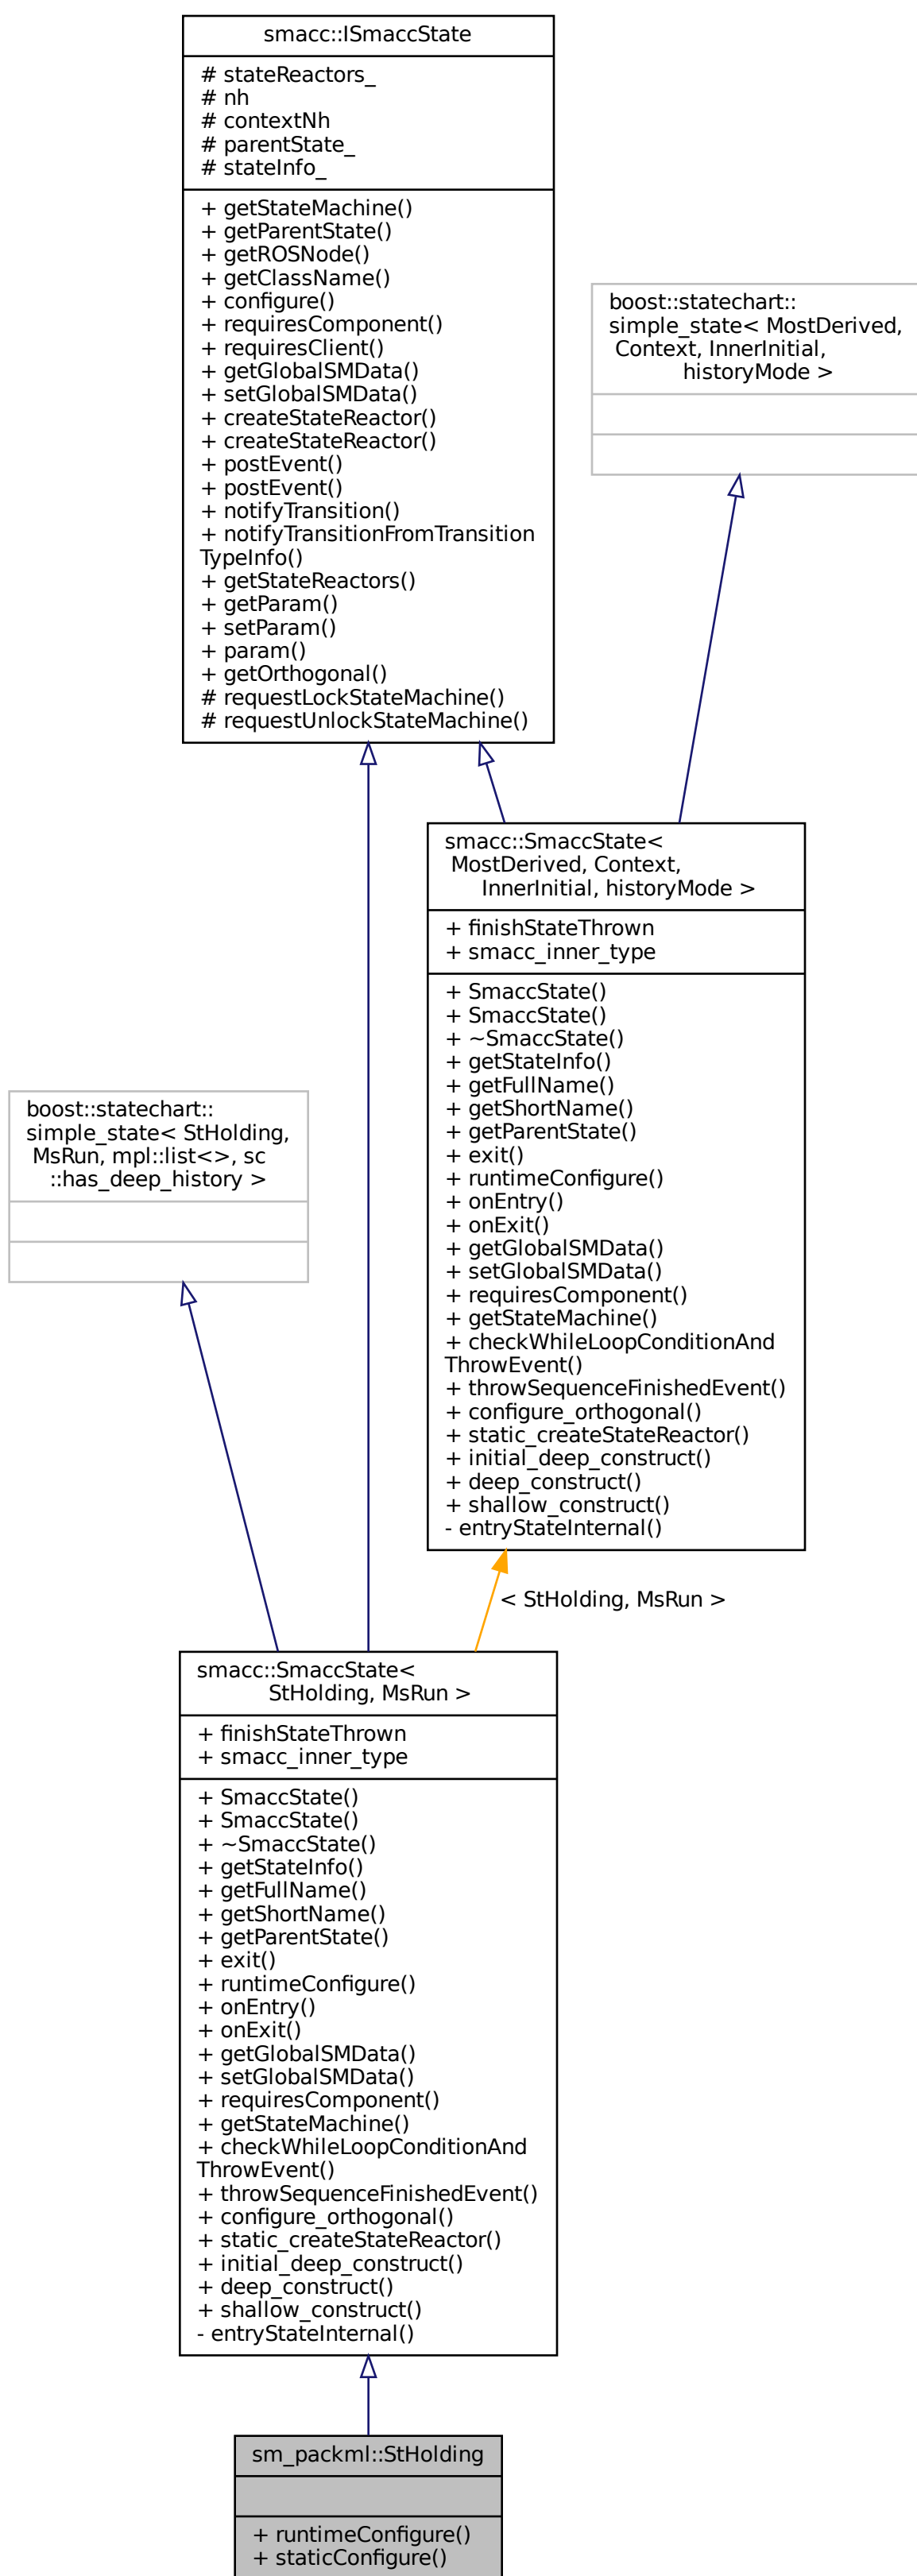 smacc::ISmaccState
# stateReactors_
# nh
# contextNh
# parentState_
# stateInfo_
+ getStateMachine()
+ getParentState()
+ getROSNode()
+ getClassName()
+ configure()
+ requiresComponent()
+ requiresClient()
+ getGlobalSMData()
+ setGlobalSMData()
+ createStateReactor()
+ createStateReactor()
+ postEvent()
+ postEvent()
+ notifyTransition()
+ notifyTransitionFromTransition
TypeInfo()
+ getStateReactors()
+ getParam()
+ setParam()
+ param()
+ getOrthogonal()
# requestLockStateMachine()
# requestUnlockStateMachine()
boost::statechart::
simple_state< MostDerived,
Context, InnerInitial,
historyMode >
smacc::SmaccState<
MostDerived, Context,
InnerInitial, historyMode >
+ finishStateThrown
+ smacc_inner_type
+ SmaccState()
+ SmaccState()
+ ~SmaccState()
+ getStateInfo()
+ getFullName()
+ getShortName()
+ getParentState()
+ exit()
+ runtimeConfigure()
+ onEntry()
+ onExit()
+ getGlobalSMData()
+ setGlobalSMData()
+ requiresComponent()
+ getStateMachine()
+ checkWhileLoopConditionAnd
ThrowEvent()
+ throwSequenceFinishedEvent()
+ configure_orthogonal()
+ static_createStateReactor()
+ initial_deep_construct()
+ deep_construct()
+ shallow_construct()
- entryStateInternal()
boost::statechart::
simple_state< StHolding,
MsRun, mpl::list<>, sc
::has_deep_history >
< StHolding, MsRun >
smacc::SmaccState<
StHolding, MsRun >
+ finishStateThrown
+ smacc_inner_type
+ SmaccState()
+ SmaccState()
+ ~SmaccState()
+ getStateInfo()
+ getFullName()
+ getShortName()
+ getParentState()
+ exit()
+ runtimeConfigure()
+ onEntry()
+ onExit()
+ getGlobalSMData()
+ setGlobalSMData()
+ requiresComponent()
+ getStateMachine()
+ checkWhileLoopConditionAnd
ThrowEvent()
+ throwSequenceFinishedEvent()
+ configure_orthogonal()
+ static_createStateReactor()
+ initial_deep_construct()
+ deep_construct()
+ shallow_construct()
- entryStateInternal()
sm_packml::StHolding
+ runtimeConfigure()
+ staticConfigure()